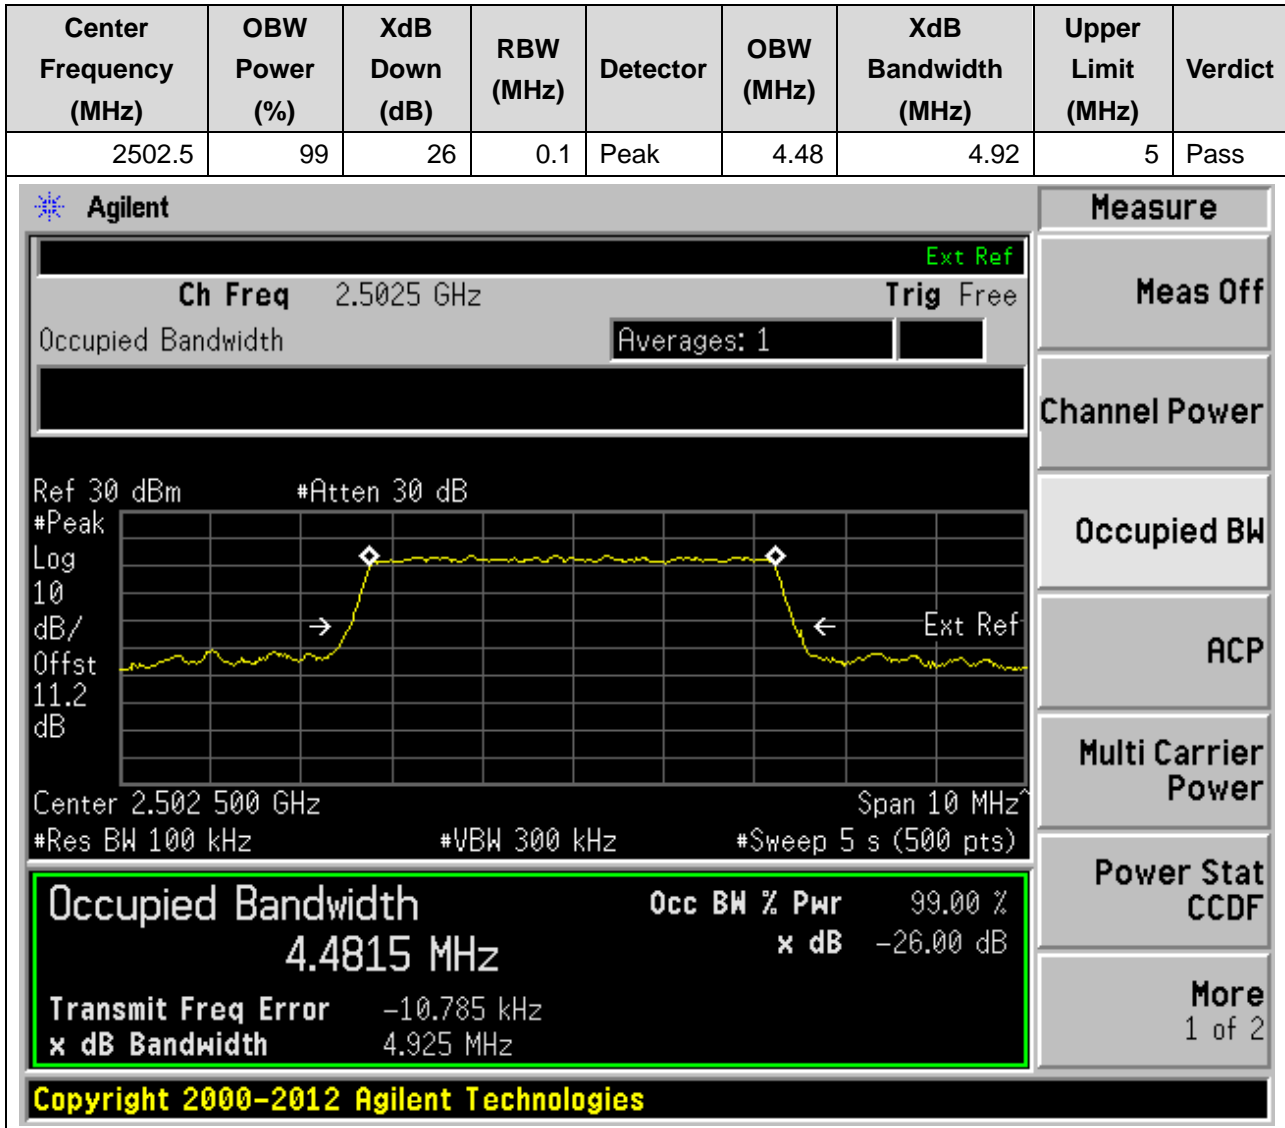 Center Frequency (MHz) OBW Power (%) XdB Down (dB) RBW (MHz) Detector OBW (MHz) XdB Bandwidth (MHz) Upper Limit (MHz) Verdict
2502.5 99 26 0.1 Peak 4.48 4.92 5 Pass
Agilent
Measure
Ext Ref
Ch Freq 2.5025 GHz Trig Free
Meas Off
Occupied Bandwidth Averages: 1
Channel Power
Ref 30 dBm #Atten 30 dB
#Peak
Log
10
dB/
Offst
11.2
dB
Ext Ref
Occupied BW
ACP
Center 2.502 500 GHz Span 10 MHz^
#Res BW 100 kHz #VBW 300 kHz #Sweep 5 s (500 pts)
Multi Carrier
Power
Occupied Bandwidth Occ BW % Pwr 99.00 %
4.4815 MHz x dB -26.00 dB
Transmit Freq Error -10.785 kHz
x dB Bandwidth 4.925 MHz
Power Stat
CCDF
More
1 of 2
Copyright 2000-2012 Agilent Technologies